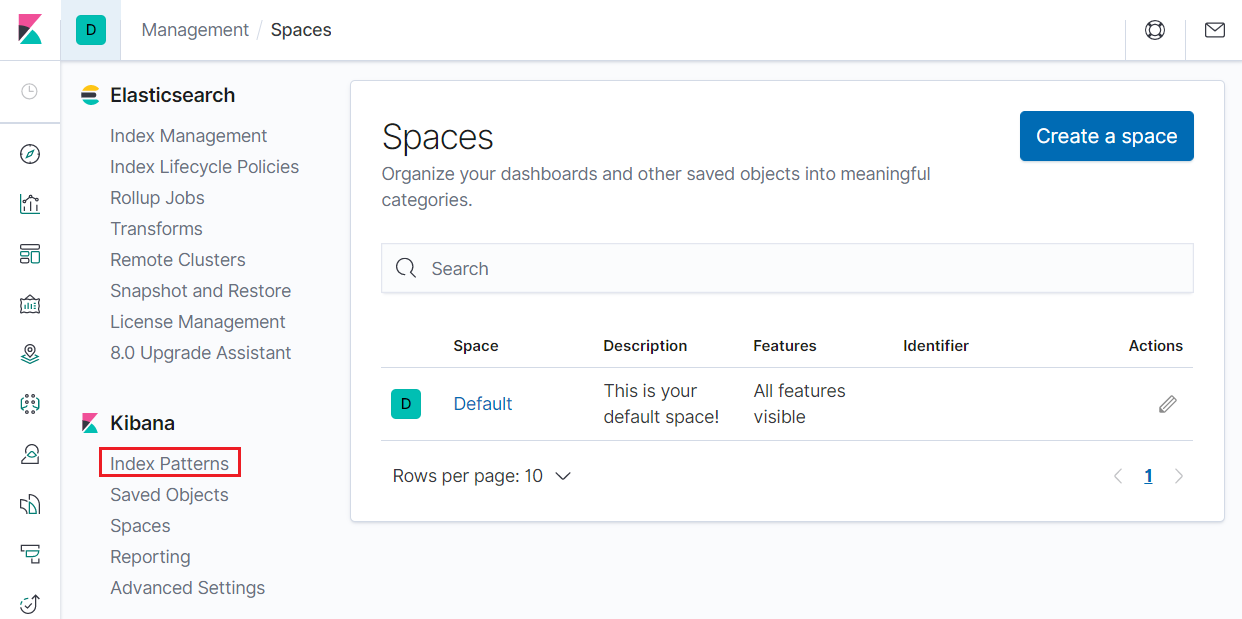 D Management / Spaces
Elasticsearch
Index Management
Index Lifecycle Policies
Rollup Jobs
Transforms
Remote Clusters
Snapshot and Restore
License Management
8.0 Upgrade Assistant
Kibana
Index Patterns
Saved Objects
Spaces
Reporting
Advanced Settings
Spaces
Create a space
Organize your dashboards and other saved objects into meaningful
categories.
Search
Space Description Features Identifier Actions
D Default This is your default space! All features visible
Rows per page: 10 1